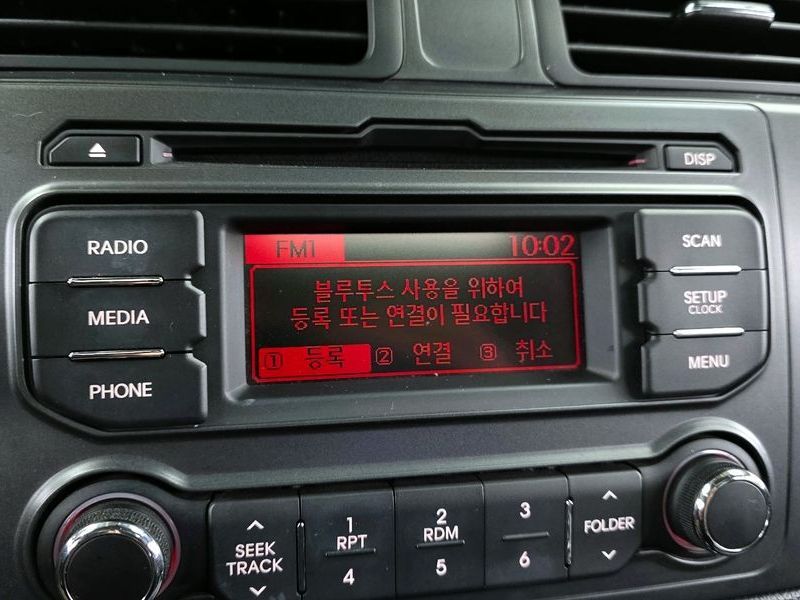 DISP
RADIO
MEDIA
PHONE
FM1 10:02
블루투스 사용을 위하여
등록 또는 연결이 필요합니다
① 등록 ② 연결 ③ 취소
SCAN
SETUP
CLOCK
MENU
SEEK
TRACK
1
RPT
4
2
RDM
5
3
6
FOLDER